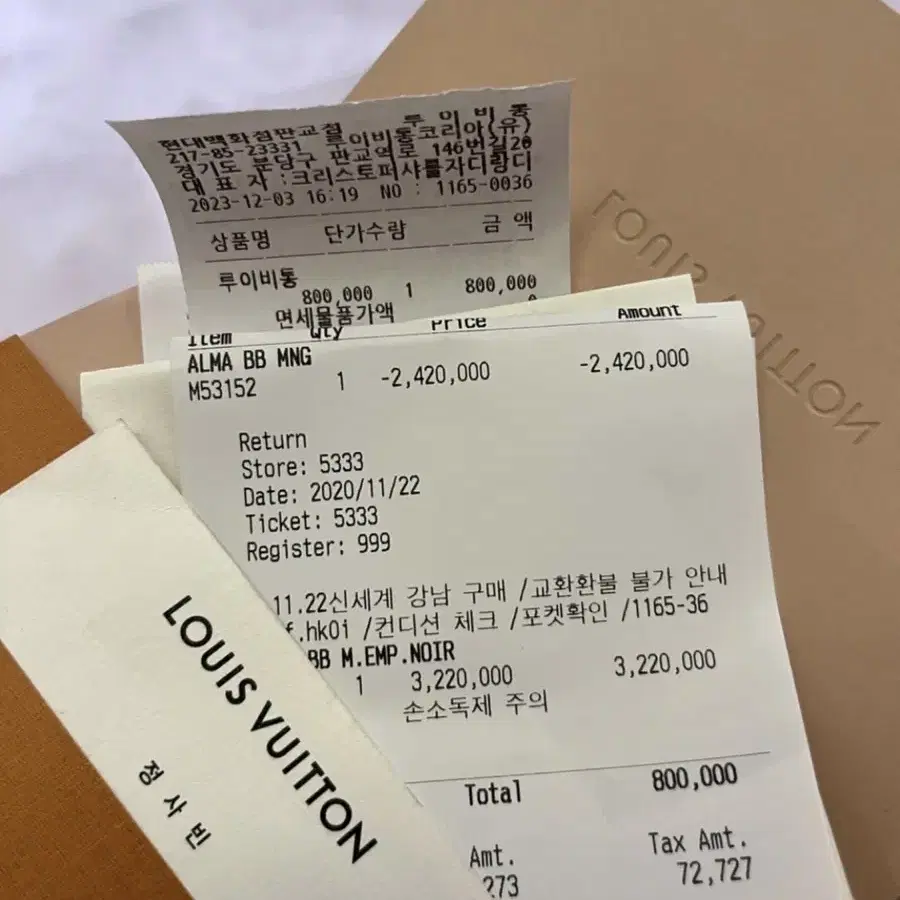 루 이 비 통
현대백화점판교점 루이비통코리아(유)
217-85-23331
경기도 분당구 판교역로 146번길20
대 표 자 :크리스토퍼샤를자디랑디
2023-12-03 16:19 NO : 1165-0036
상품명 단가수량 금 액
루이비통
800,000 1 800,000
면세물품가액 0
Item Qty Price Amount
ALMA BB MNG
M53152 1 -2,420,000 -2,420,000
Return
Store: 5333
Date: 2020/11/22
Ticket: 5333
Register: 999
11.22신세계 강남 구매 /교환환불 불가 안내
f.hk0i /컨디션 체크 /포켓확인 /1165-36
BB M.EMP.NOIR
1 3,220,000 3,220,000
손소독제 주의
Total 800,000
Amt. Tax Amt.
273 72,727
LOUIS VUITTON
정 사 빈
LOUIS VUITTON